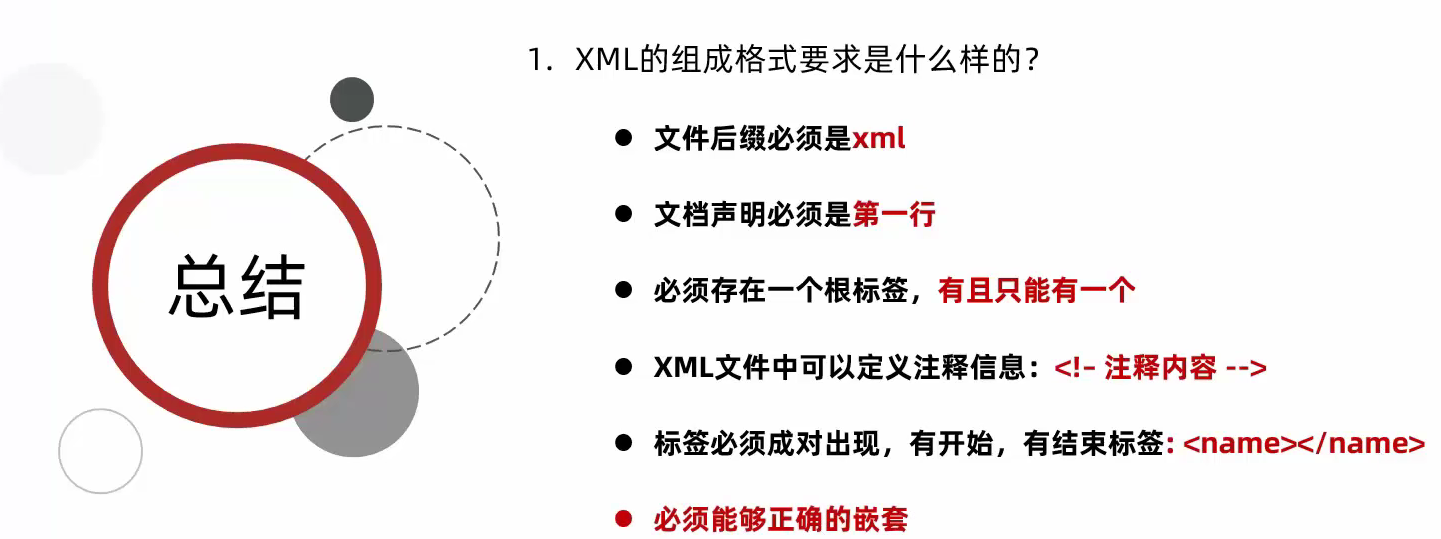 总结
1. XML的组成格式要求是什么样的？
● 文件后缀必须是xml
● 文档声明必须是第一行
● 必须存在一个根标签，有且只能有一个
● XML文件中可以定义注释信息：<!– 注释内容 -->
● 标签必须成对出现，有开始，有结束标签: <name></name>
● 必须能够正确的嵌套